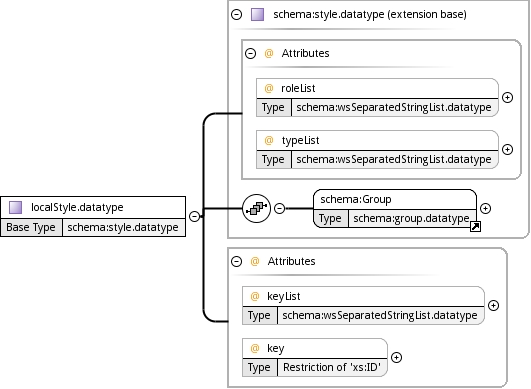 schema:style.datatype (extension base)
@ Attributes
@ roleList
Type schema:wsSeparatedStringList.datatype
@ typeList
Type schema:wsSeparatedStringList.datatype
schema:Group
Type schema:group.datatype
localStyle.datatype
Base Type schema:style.datatype
@ Attributes
@ keyList
Type schema:wsSeparatedStringList.datatype
@ key
Type Restriction of 'xs:ID'